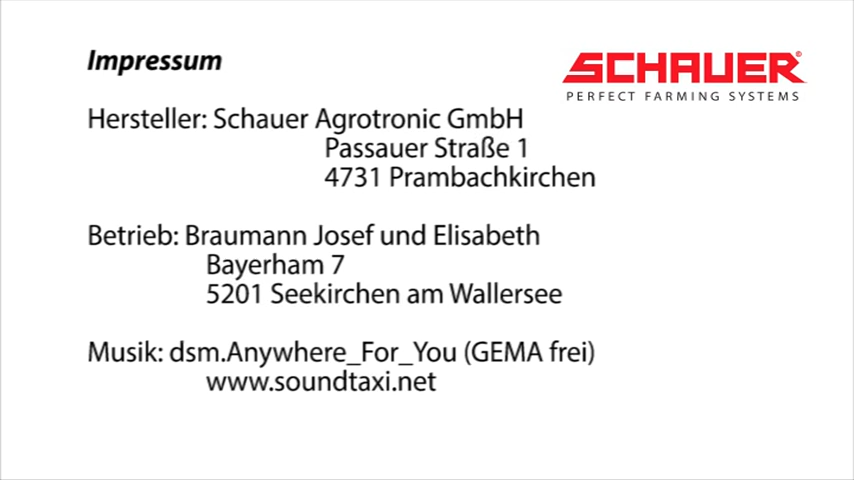 Impressum
SCHAUER®
PERFECT FARMING SYSTEMS
Hersteller: Schauer Agrotronic GmbH
Passauer Straße 1
4731 Prambachkirchen
Betrieb: Braumann Josef und Elisabeth
Bayerham 7
5201 Seekirchen am Wallersee
Musik: dsm.Anywhere_For_You (GEMA frei)
www.soundtaxi.net